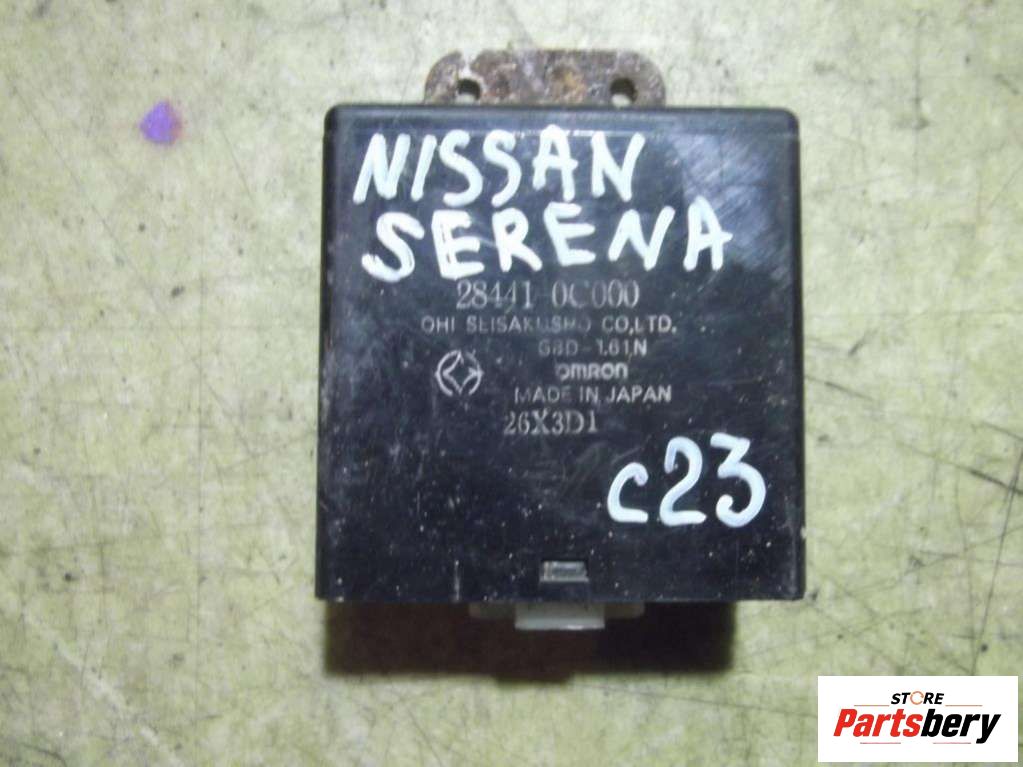 NISSAN
SERENA
28441 0C000
OHI SEISAKUSHO CO,LTD.
G8D-161N
omron
MADE IN JAPAN
26X3D1
c23
STORE
Partsbery